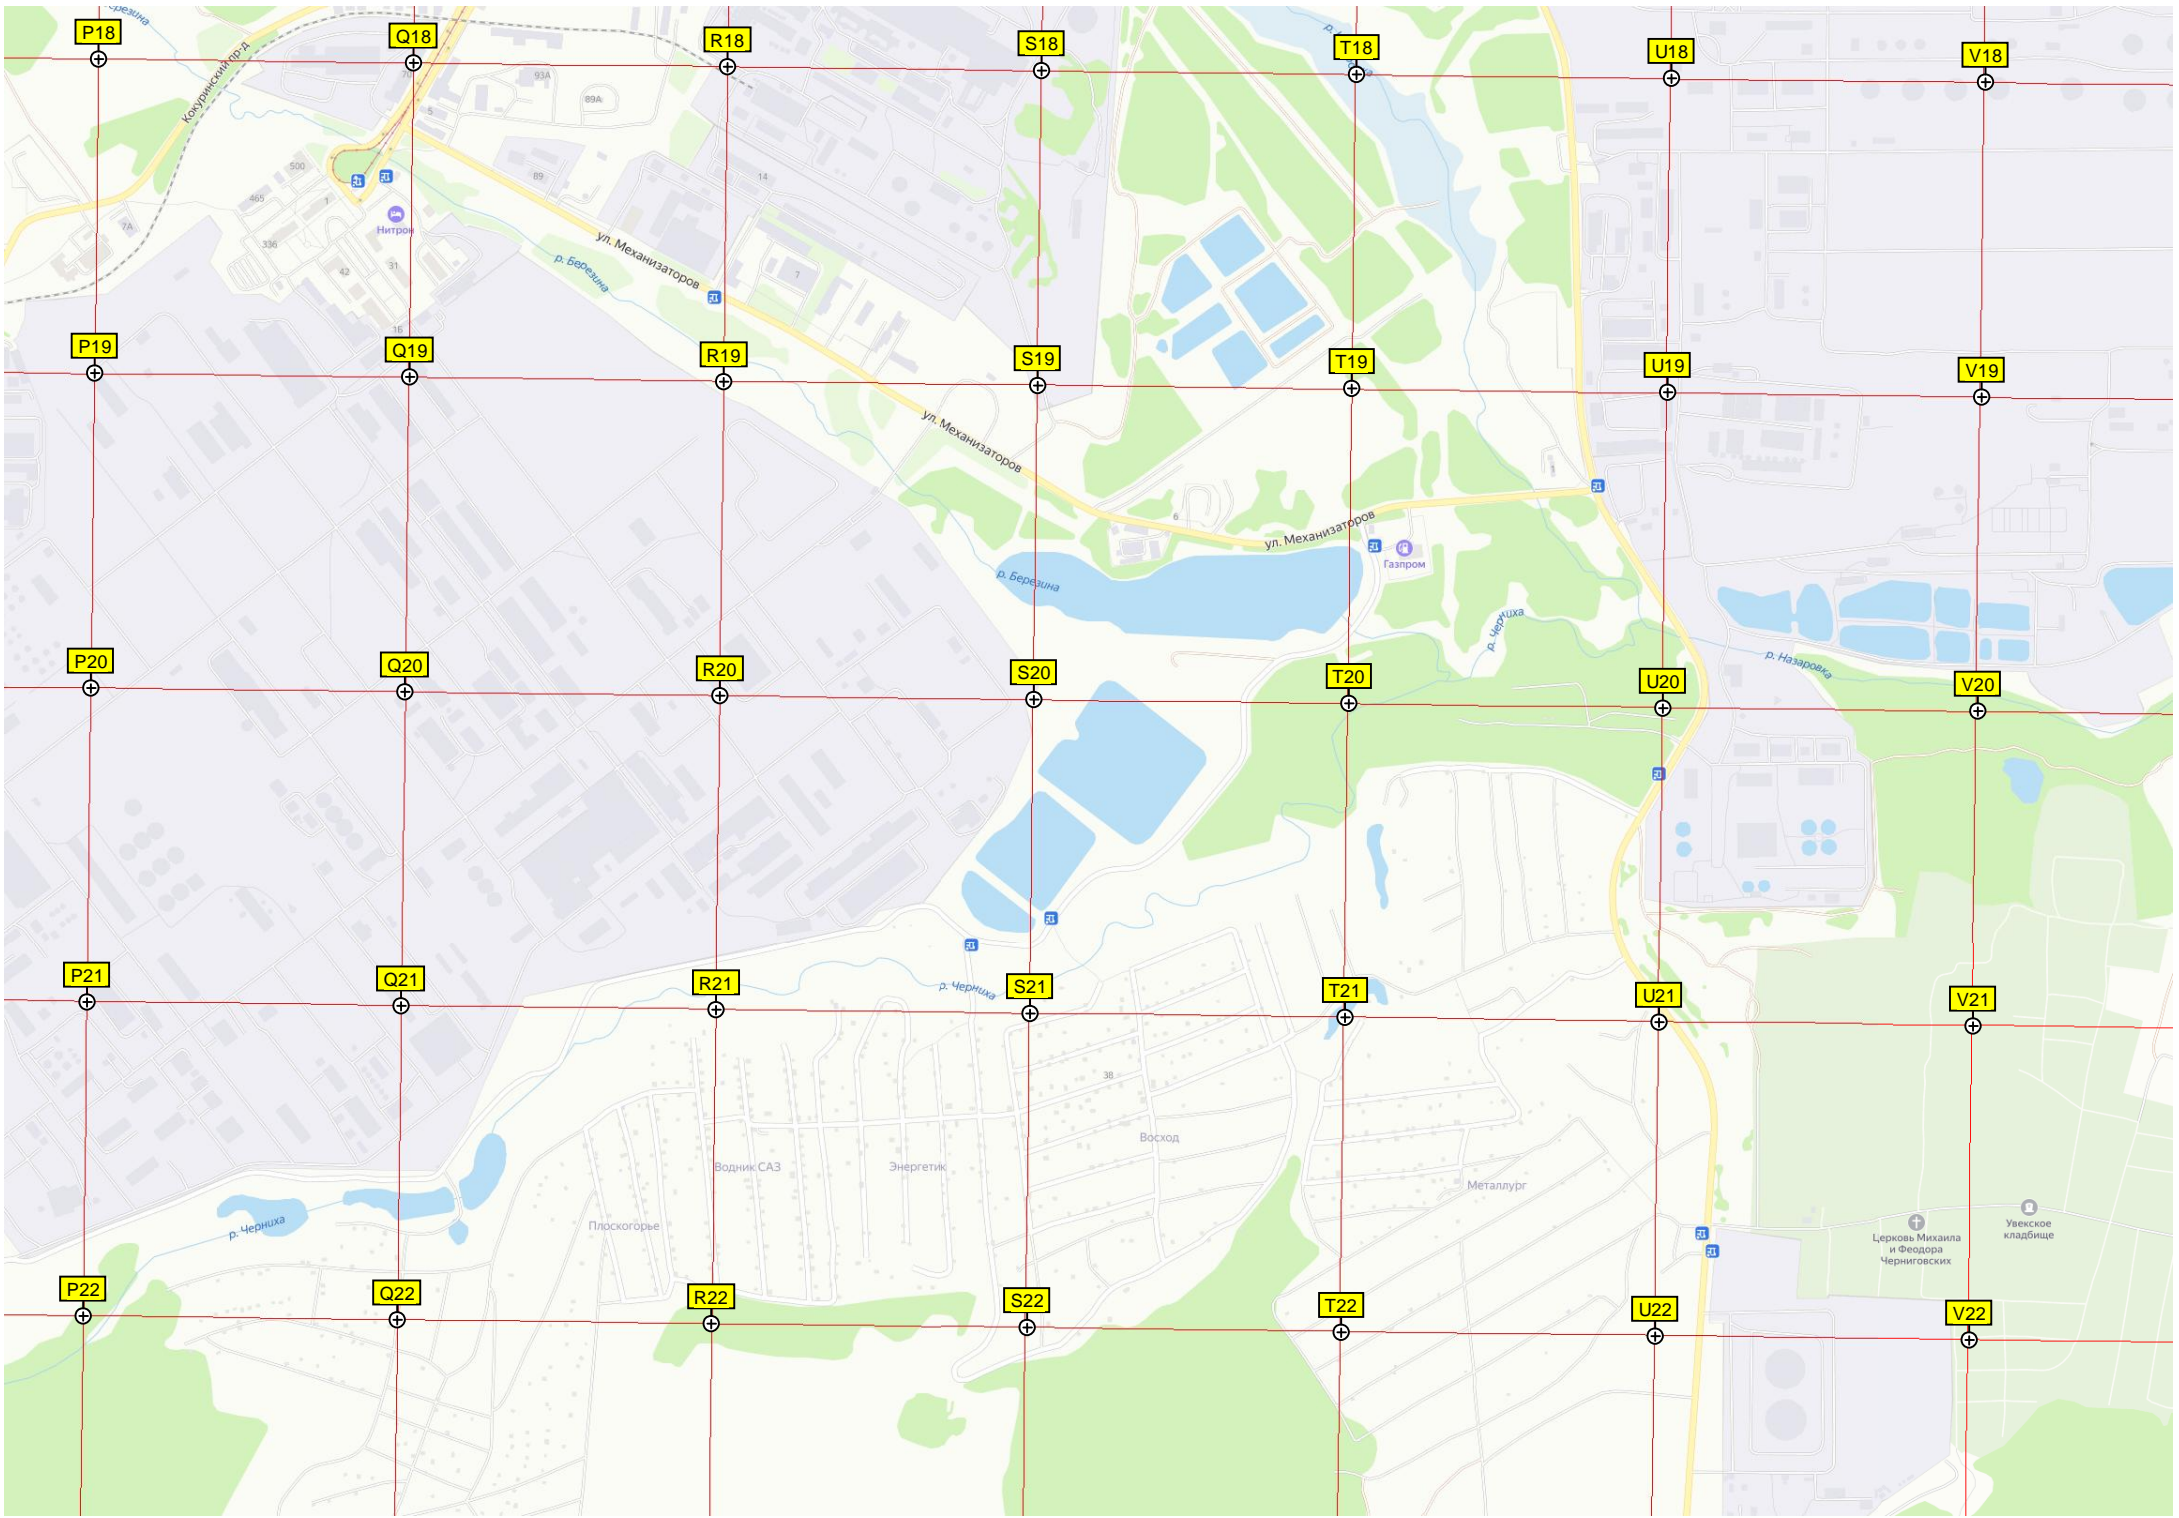 P18
Q18
R18
S18
T18
U18
V18
Кокуринский пр-д
70
5
93А
89А
89
14
500
465
1
336
42
31
16
7А
Нитрон
ул. Механизаторов
р. Березина
7
P19
Q19
R19
S19
T19
U19
V19
ул. Механизаторов
6
ул. Механизаторов
Газпром
р. Березина
р. Черниха
р. Назаровка
P20
Q20
R20
S20
T20
U20
V20
P21
Q21
R21
S21
T21
U21
V21
р. Черниха
38
Восход
Водник САЗ
Энергетик
Металлург
Плоскогорье
р. Черниха
Церковь Михаила
и Феодора
Черниговских
Увекское
кладбище
P22
Q22
R22
S22
T22
U22
V22